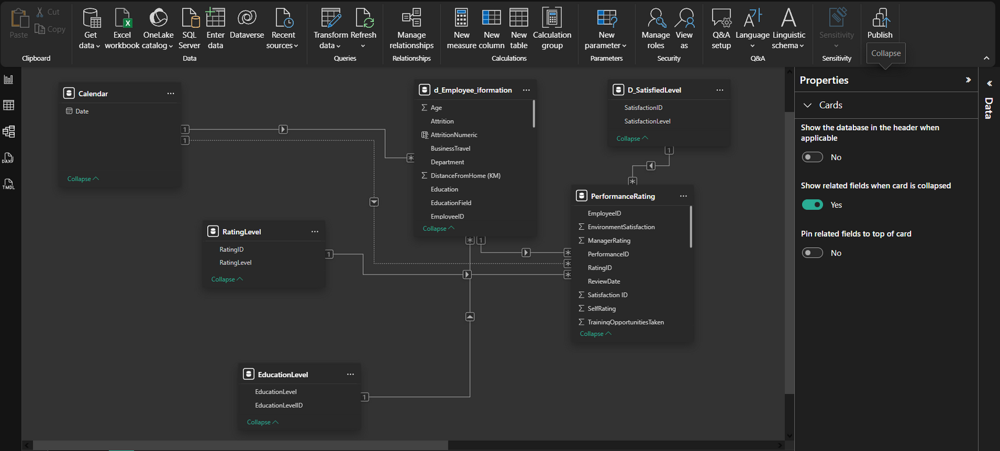 Paste
Cut
Copy
Clipboard
Get data
Excel workbook
OneLake catalog
SQL Server
Enter data
Dataverse
Recent sources
Data
Transform data
Refresh
Queries
Manage relationships
Relationships
New measure
New column
New table
Calculation group
Calculations
New parameter
Parameters
Manage roles
View as
Security
Q&A setup
Language
Linguistic schema
Q&A
Sensitivity
Sensitivity
Publish
Collapse
DAX
TMDL
Calendar
Date
Collapse
1
1
d_Employee_iformation
Age
Attrition
AttritionNumeric
BusinessTravel
Department
DistanceFromHome (KM)
Education
EducationField
EmployeeID
Collapse
*
* 1
D_SatisfiedLevel
SatisfactionID
SatisfactionLevel
Collapse
1
*
PerformanceRating
EmployeeID
EnvironmentSatisfaction
ManagerRating
PerformanceID
RatingID
ReviewDate
Satisfaction ID
SelfRating
TrainingOpportunitiesTaken
Collapse
*
*
*
RatingLevel
RatingID
RatingLevel
Collapse
1
EducationLevel
EducationLevel
EducationLevelID
Collapse
1
Properties
Cards
Show the database in the header when
applicable
No
Show related fields when card is collapsed
Yes
Pin related fields to top of card
No
Data